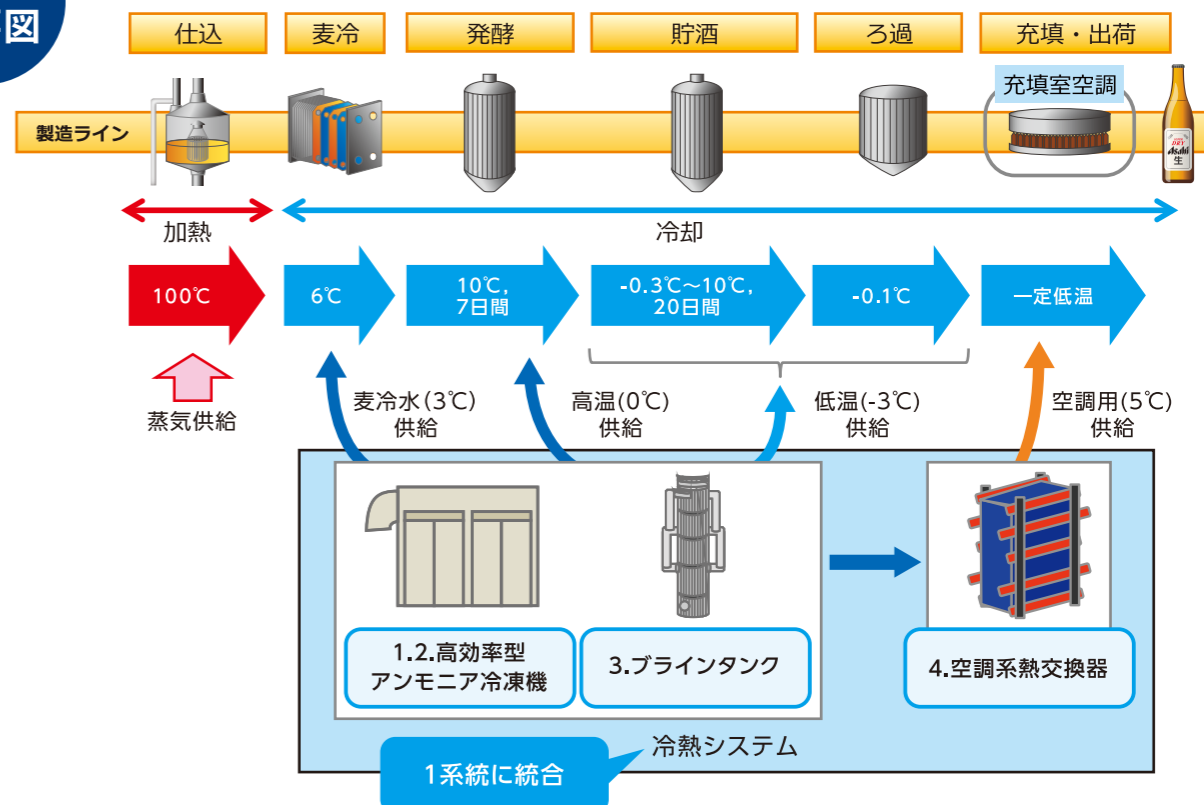 図
仕込
麦冷
発酵
貯酒
ろ過
充填・出荷
充填室空調
製造ライン
Asahi
生
加熱
冷却
100℃
6℃
10℃,
7日間
-0.3℃～10℃,
20日間
-0.1℃
一定低温
蒸気供給
麦冷水(3℃)
供給
高温(0℃)
供給
低温(-3℃)
供給
空調用(5℃)
供給
1.2.高効率型
アンモニア冷凍機
3.ブラインタンク
4.空調系熱交換器
冷熱システム
1系統に統合